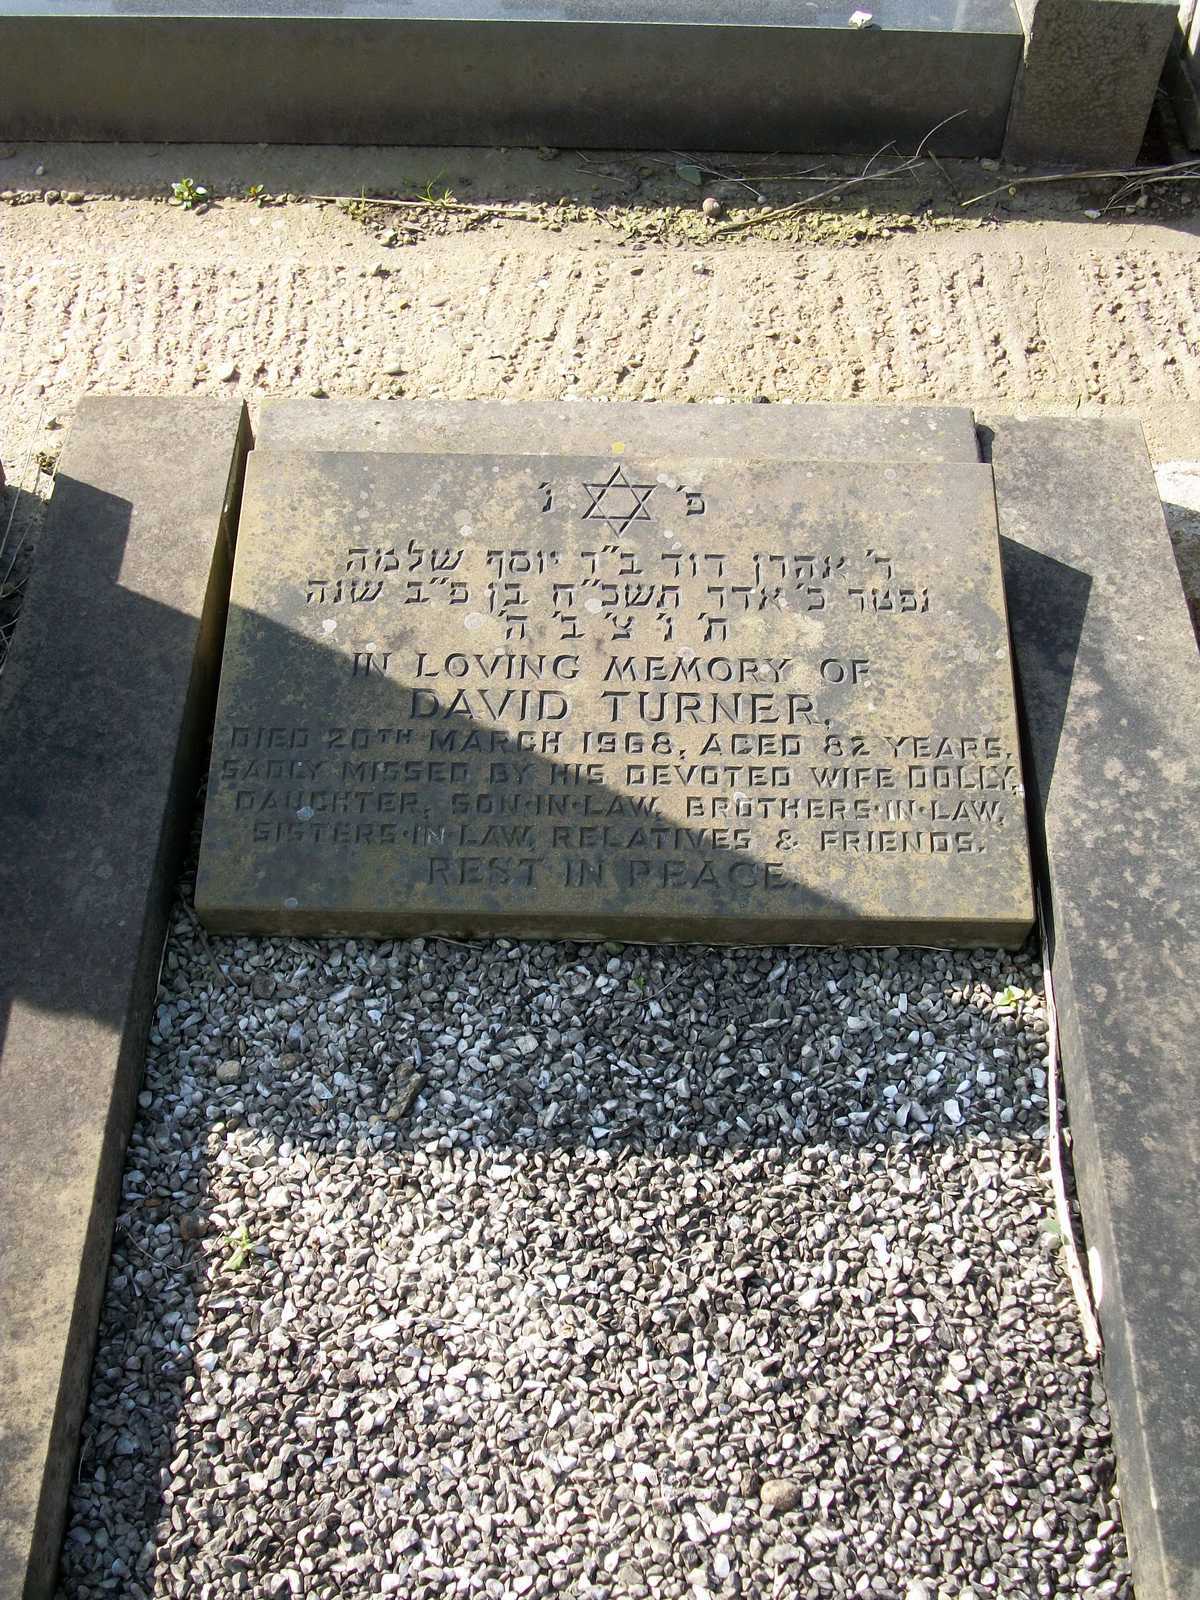 פ׳ נ׳
ר׳ אהרן דוד ב״ר יוסף שלמה
נפטר כ׳ אדר תשכ״ח בן פ״ב שנה
ת׳ נ׳ צ׳ ב׳ ה׳
IN LOVING MEMORY OF
DAVID TURNER,
DIED 20TH MARCH 1968, AGED 82 YEARS.
SADLY MISSED BY HIS DEVOTED WIFE DOLLY,
DAUGHTER, SON·IN·LAW, BROTHERS·IN·LAW,
SISTERS·IN·LAW, RELATIVES & FRIENDS.
REST IN PEACE.